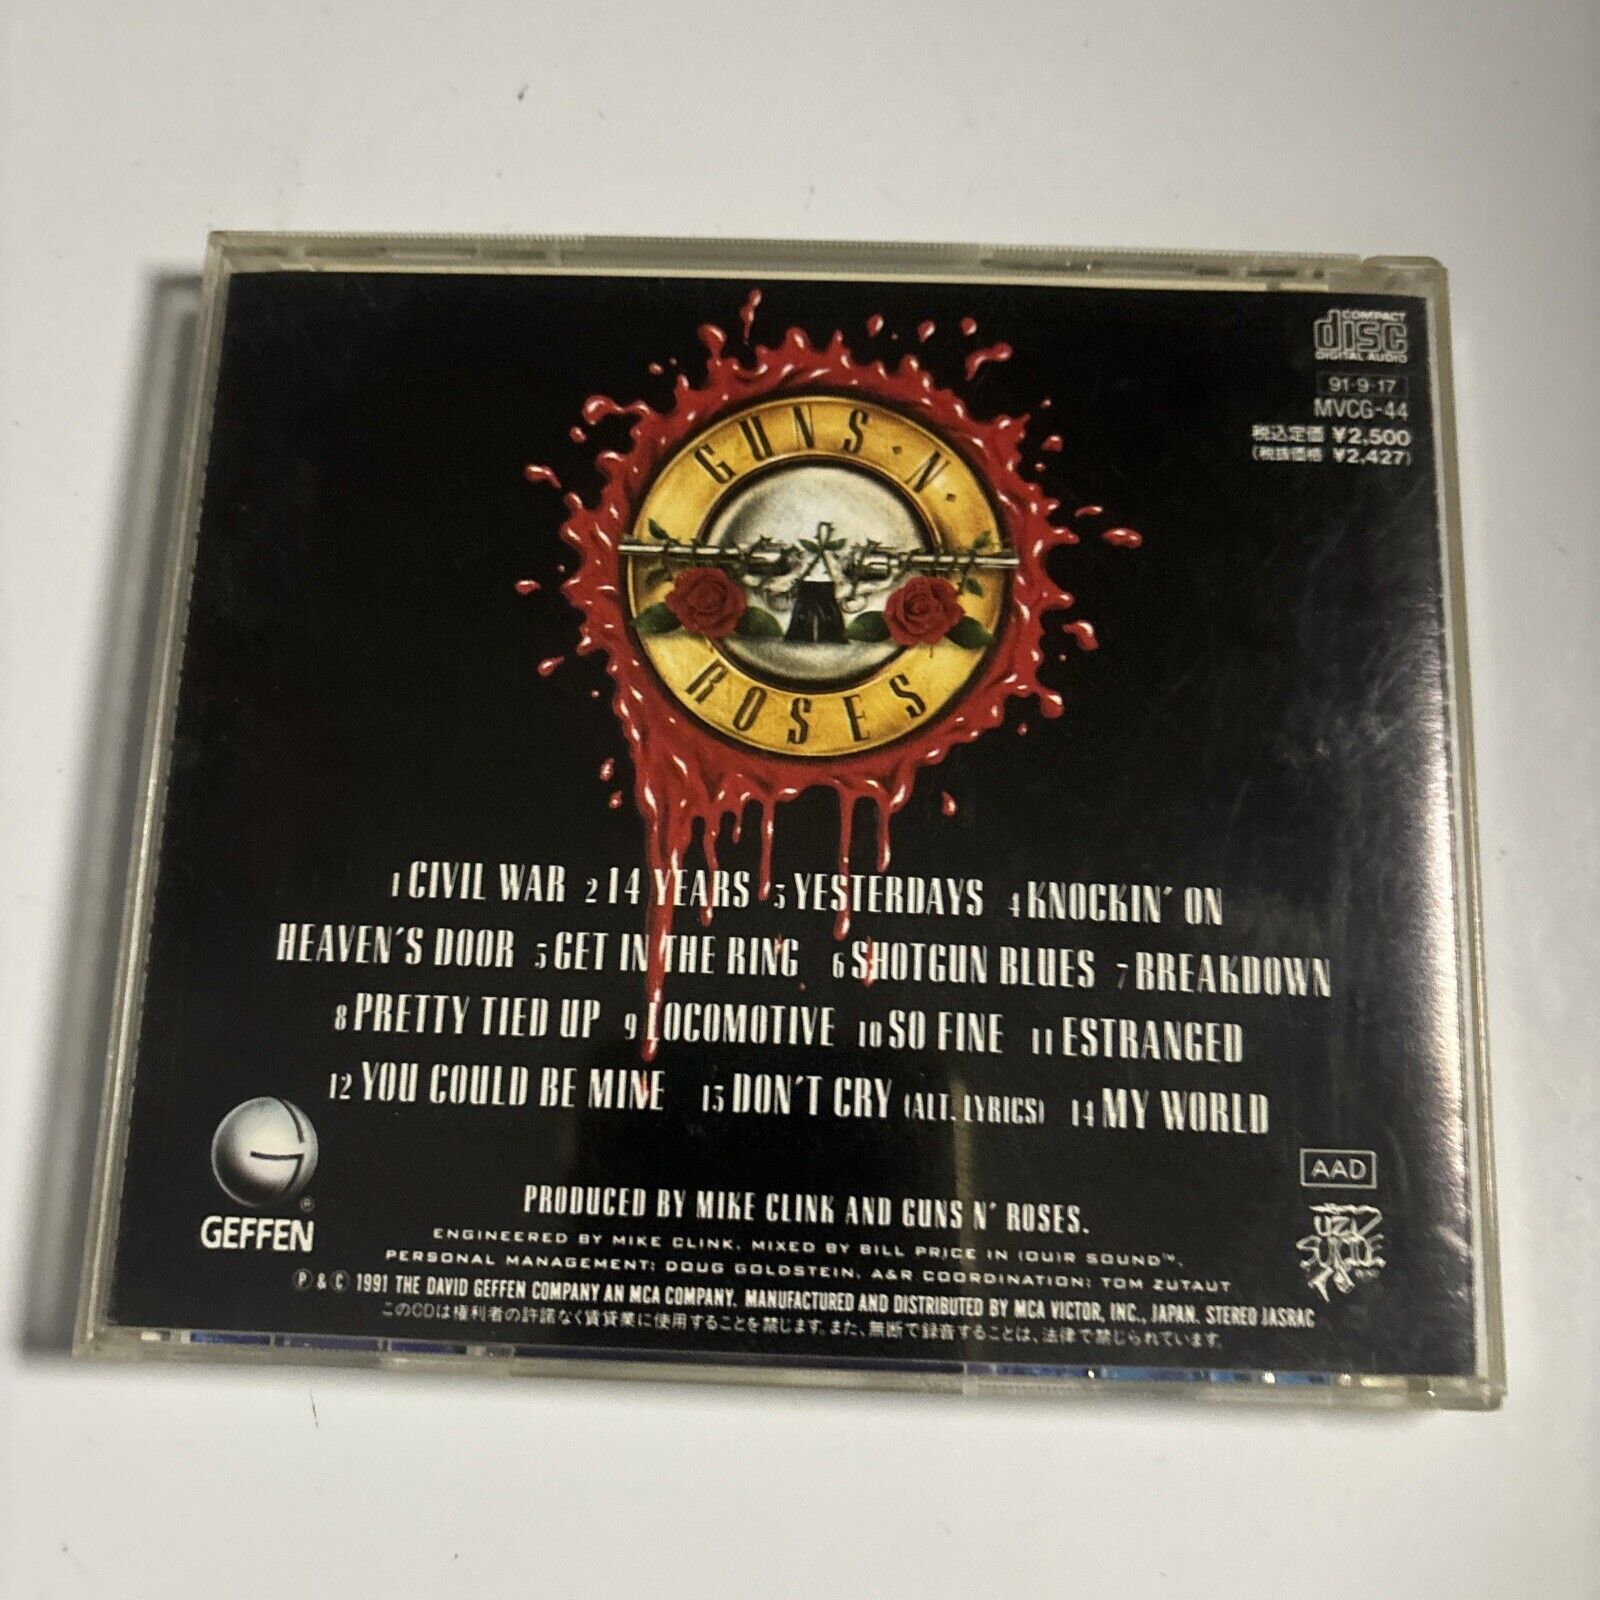 COMPACT
disc
DIGITAL AUDIO
91·9·17
MVCG-44
税込定価 ¥2,500
(税抜価格 ¥2,427)
GUNS·N·
ROSES
1 CIVIL WAR 2 14 YEARS 3 YESTERDAYS 4 KNOCKIN' ON
HEAVEN'S DOOR 5 GET IN THE RING 6 SHOTGUN BLUES 7 BREAKDOWN
8 PRETTY TIED UP 9 LOCOMOTIVE 10 SO FINE 11 ESTRANGED
12 YOU COULD BE MINE 13 DON'T CRY (ALT. LYRICS) 14 MY WORLD
GEFFEN
®
AAD
UZI
SUICIDE
PRODUCED BY MIKE CLINK AND GUNS N' ROSES.
ENGINEERED BY MIKE CLINK. MIXED BY BILL PRICE IN (OU)R SOUND™.
PERSONAL MANAGEMENT: DOUG GOLDSTEIN. A&R COORDINATION: TOM ZUTAUT
Ⓟ & © 1991 THE DAVID GEFFEN COMPANY AN MCA COMPANY. MANUFACTURED AND DISTRIBUTED BY MCA VICTOR, INC., JAPAN. STEREO JASRAC
このCDは権利者の許諾なく賃貸業に使用することを禁じます。また、無断で録音することは、法律で禁じられています。